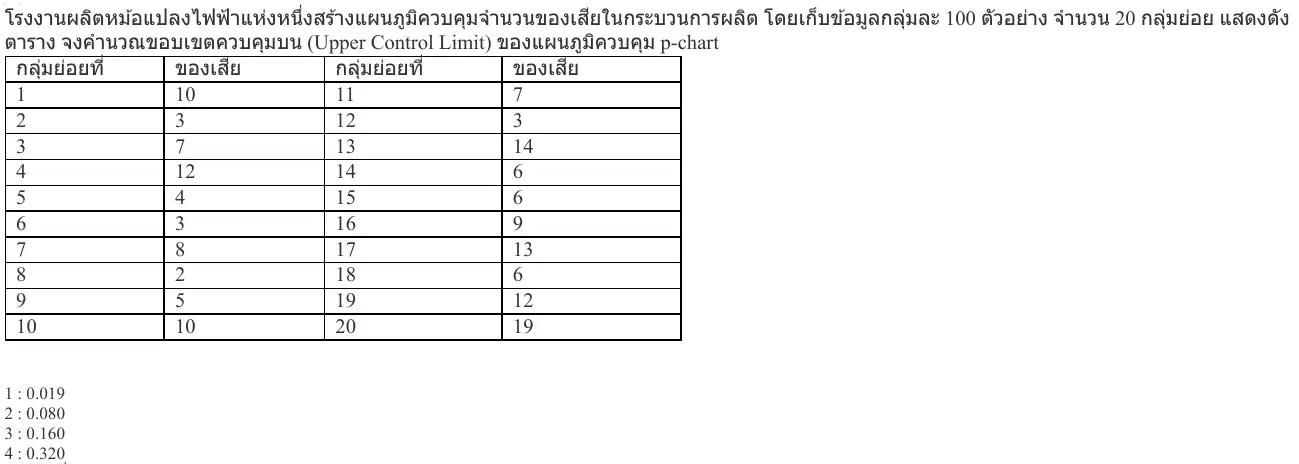 โรงงานผลิตหม้อแปลงไฟฟ้าแห่งหนึ่งสร้างแผนภูมิควบคุมจำนวนของเสียในกระบวนการผลิต โดยเก็บข้อมูลกลุ่มละ 100 ตัวอย่าง จำนวน 20 กลุ่มย่อย แสดงดัง
ตาราง จงคำนวณขอบเขตควบคุมบน (Upper Control Limit) ของแผนภูมิควบคุม p-chart
กลุ่มย่อยที่ ของเสีย กลุ่มย่อยที่ ของเสีย
1 10 11 7
2 3 12 3
3 7 13 14
4 12 14 6
5 4 15 6
6 3 16 9
7 8 17 13
8 2 18 6
9 5 19 12
10 10 20 19
1 : 0.019
2 : 0.080
3 : 0.160
4 : 0.320